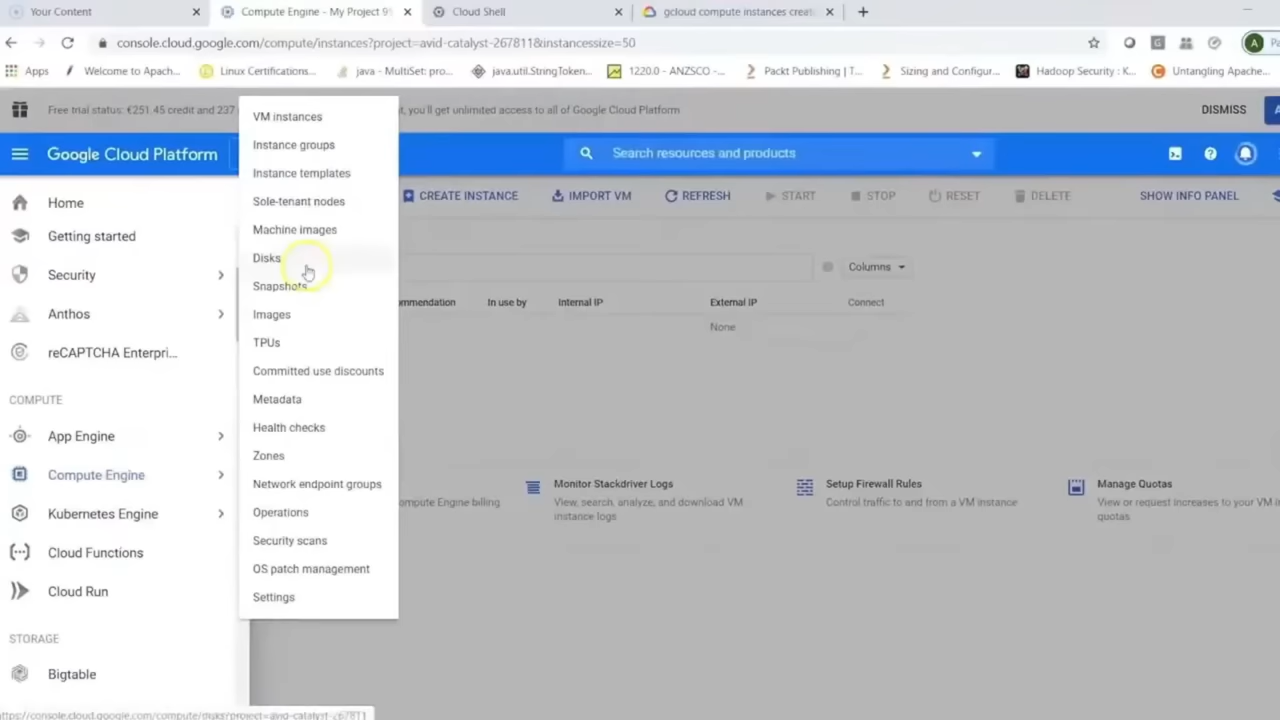 Your Content
Compute Engine - My Project 9
Cloud Shell
gcloud compute instances creat
console.cloud.google.com/compute/instances?project=avid-catalyst-267811&instancessize=50
A
Apps
Welcome to Apach...
Linux Certifications...
java - MultiSet: pro...
java.util.StringToken...
1220.0 - ANZSCO -...
Packt Publishing | T...
Sizing and Configur...
Hadoop Security : K...
Untangling Apache...
Free trial status: €251.45 credit and 237
t, you'll get unlimited access to all of Google Cloud Platform
DISMISS
Google Cloud Platform
Search resources and products
CREATE INSTANCE
IMPORT VM
REFRESH
START
STOP
RESET
DELETE
SHOW INFO PANEL
Home
Getting started
Security
Anthos
reCAPTCHA Enterpri...
COMPUTE
App Engine
Compute Engine
Kubernetes Engine
Cloud Functions
Cloud Run
STORAGE
Bigtable
VM instances
Instance groups
Instance templates
Sole-tenant nodes
Machine images
Disks
Snapshots
Images
TPUs
Committed use discounts
Metadata
Health checks
Zones
Network endpoint groups
Operations
Security scans
OS patch management
Settings
Columns
mmendation
In use by
Internal IP
External IP
Connect
None
ompute Engine billing
Monitor Stackdriver Logs
View, search, analyze, and download VM
instance logs
Setup Firewall Rules
Control traffic to and from a VM instance
Manage Quotas
View or request increases to your VM in
quotas
ttps://console.cloud.google.com/compute/disks?project=avid-catalyst-267811